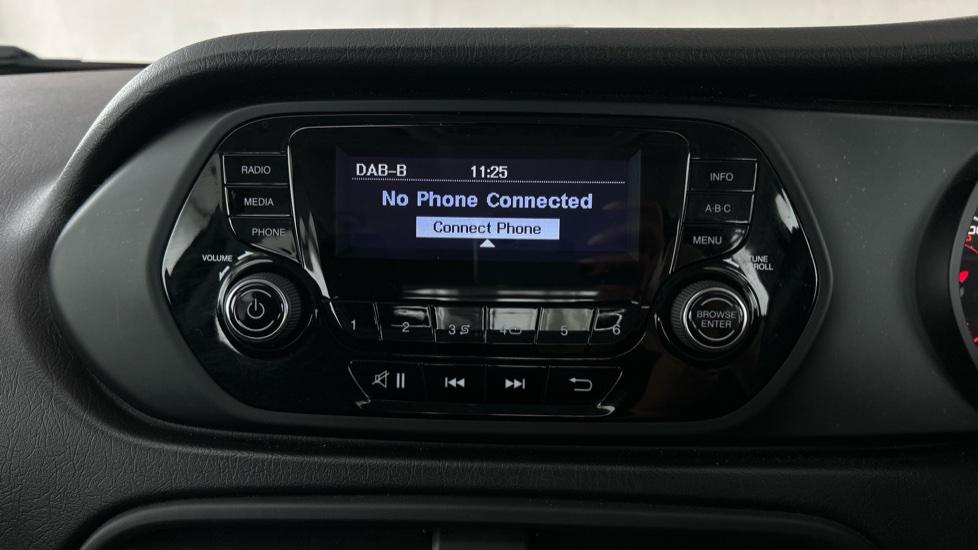 DAB-B 11:25
No Phone Connected
Connect Phone
RADIO
MEDIA
PHONE
VOLUME
INFO
A·B·C
MENU
TUNE
BROWSE
ENTER
1 2 3 4 5 6